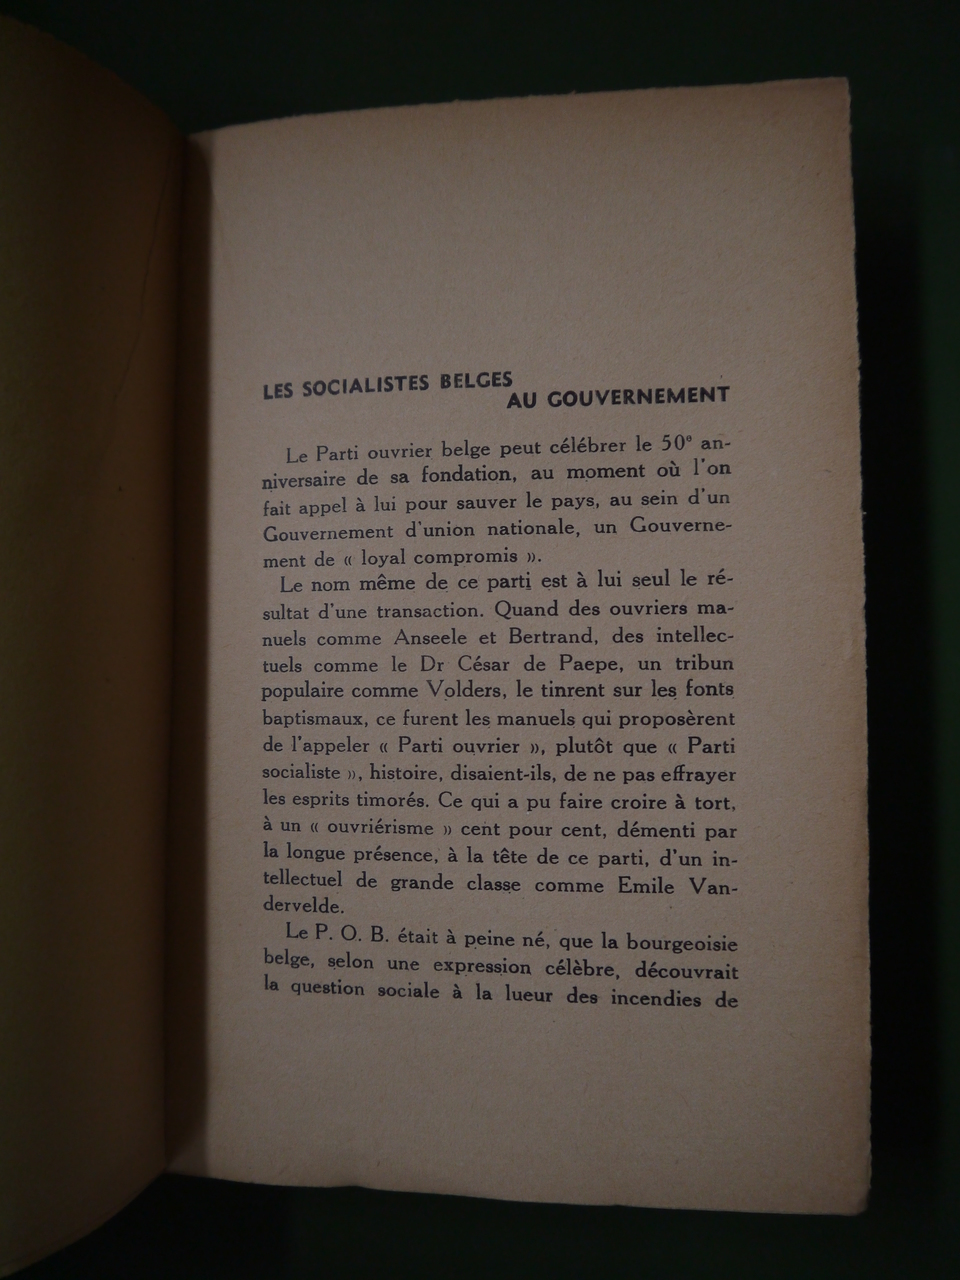 LES SOCIALISTES BELGES
AU GOUVERNEMENT
Le Parti ouvrier belge peut célébrer le 50e an-
niversaire de sa fondation, au moment où l'on
fait appel à lui pour sauver le pays, au sein d'un
Gouvernement d'union nationale, un Gouverne-
ment de « loyal compromis ».
Le nom même de ce parti est à lui seul le ré-
sultat d'une transaction. Quand des ouvriers ma-
nuels comme Anseele et Bertrand, des intellec-
tuels comme le Dr César de Paepe, un tribun
populaire comme Volders, le tinrent sur les fonts
baptismaux, ce furent les manuels qui proposèrent
de l'appeler « Parti ouvrier », plutôt que « Parti
socialiste », histoire, disaient-ils, de ne pas effrayer
les esprits timorés. Ce qui a pu faire croire à tort,
à un « ouvriérisme » cent pour cent, démenti par
la longue présence, à la tête de ce parti, d'un in-
tellectuel de grande classe comme Emile Van-
dervelde.
Le P. O. B. était à peine né, que la bourgeoisie
belge, selon une expression célèbre, découvrait
la question sociale à la lueur des incendies de